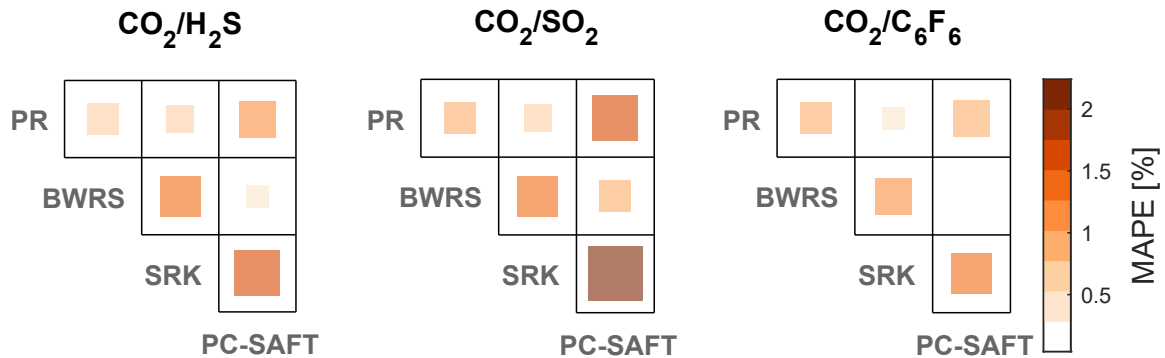 CO₂/H₂S
CO₂/SO₂
CO₂/C₆F₆
PR
BWRS
SRK
PC-SAFT
PR
BWRS
SRK
PC-SAFT
PR
BWRS
SRK
PC-SAFT
2
1.5
1
0.5
MAPE [%]